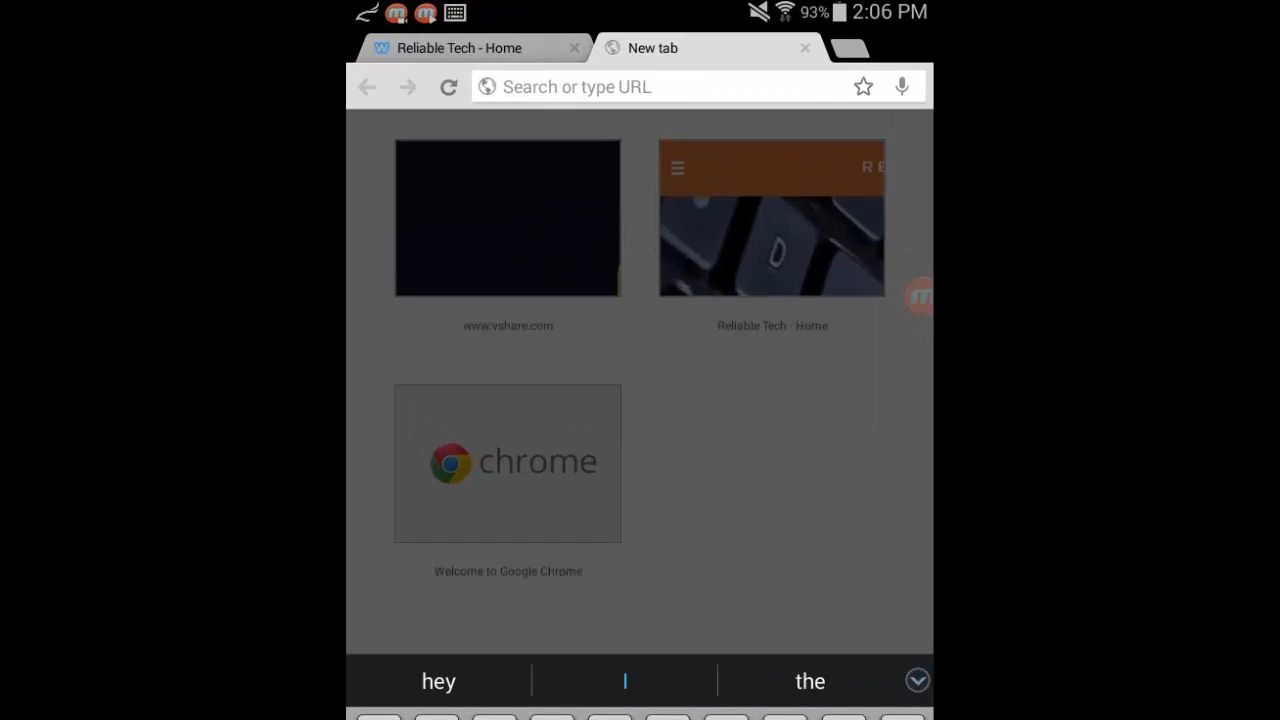 93% 2:06 PM
Reliable Tech - Home
New tab
Search or type URL
RE
D
www.vshare.com
Reliable Tech - Home
chrome
Welcome to Google Chrome
hey
I
the